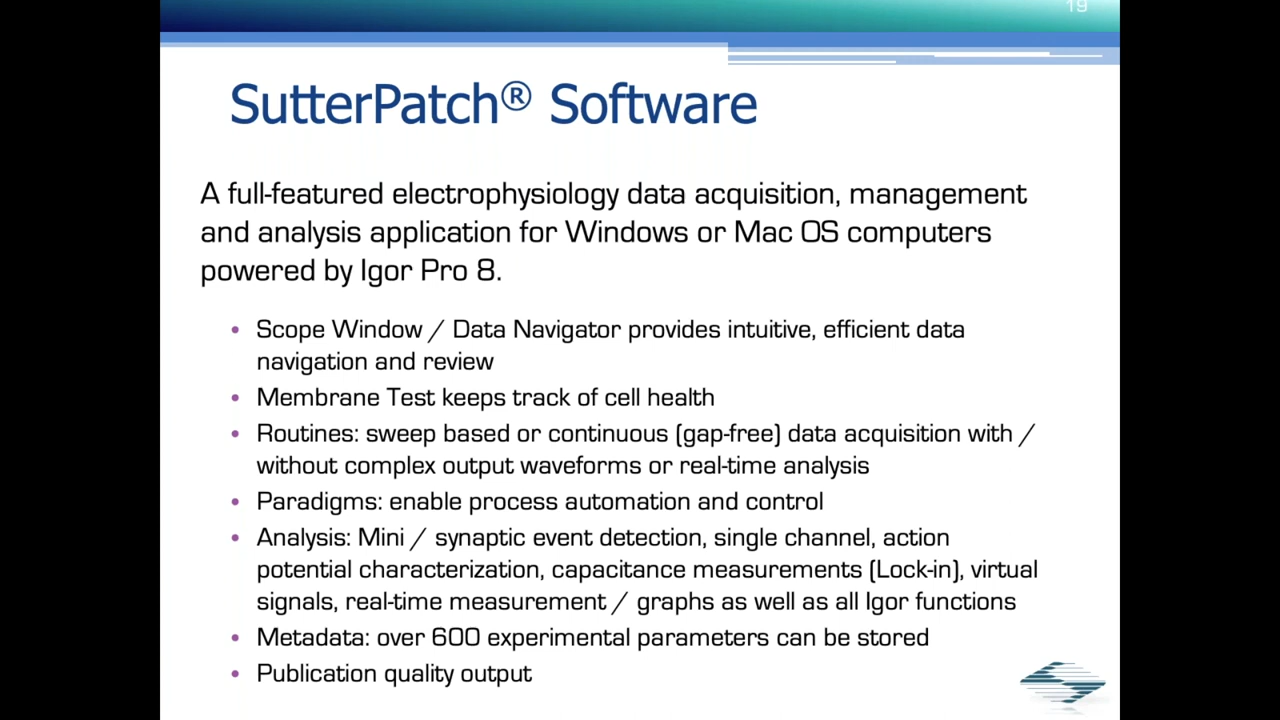 19
SutterPatch® Software
A full-featured electrophysiology data acquisition, management
and analysis application for Windows or Mac OS computers
powered by Igor Pro 8.
• Scope Window / Data Navigator provides intuitive, efficient data
navigation and review
• Membrane Test keeps track of cell health
• Routines: sweep based or continuous (gap-free) data acquisition with /
without complex output waveforms or real-time analysis
• Paradigms: enable process automation and control
• Analysis: Mini / synaptic event detection, single channel, action
potential characterization, capacitance measurements (Lock-in), virtual
signals, real-time measurement / graphs as well as all Igor functions
• Metadata: over 600 experimental parameters can be stored
• Publication quality output